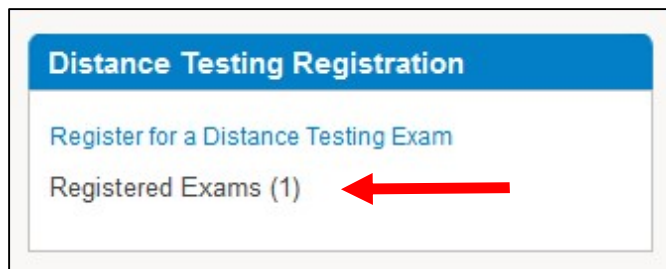 Distance Testing Registration
Register for a Distance Testing Exam
Registered Exams (1)